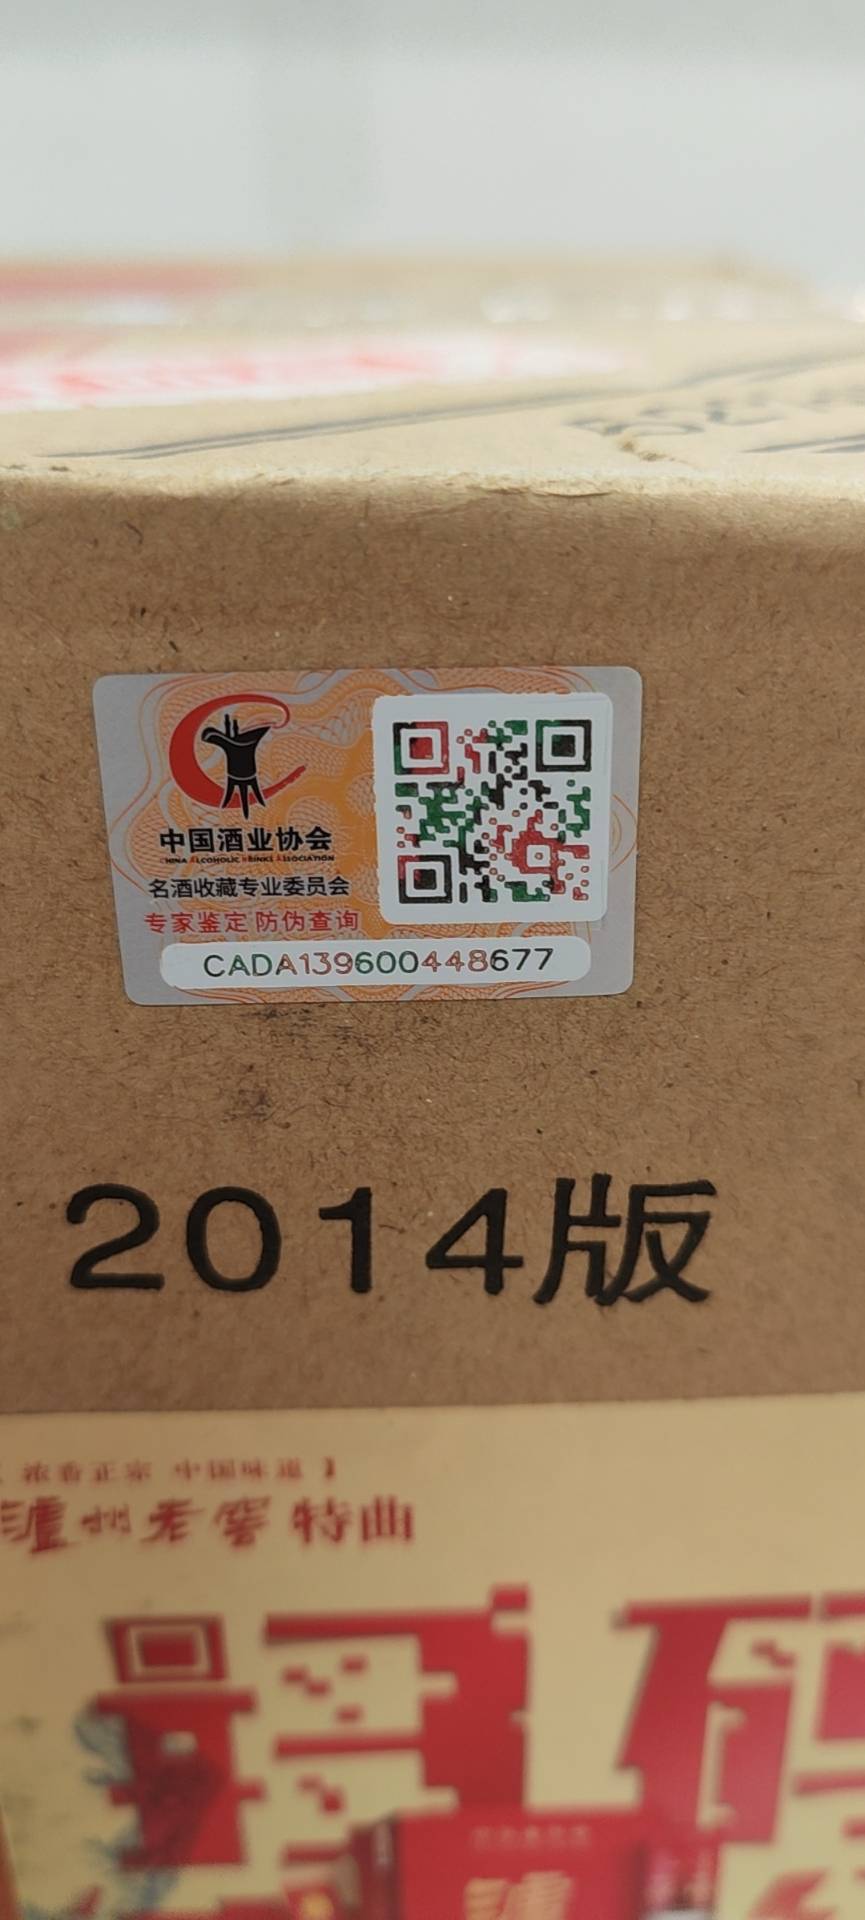 中国酒业协会
CHINA ALCOHOLIC DRINKS ASSOCIATION
名酒收藏专业委员会
专家鉴定 防伪查询
CADA139600448677
2014版
浓香正宗 中国味道 】
泸州老窖 特曲